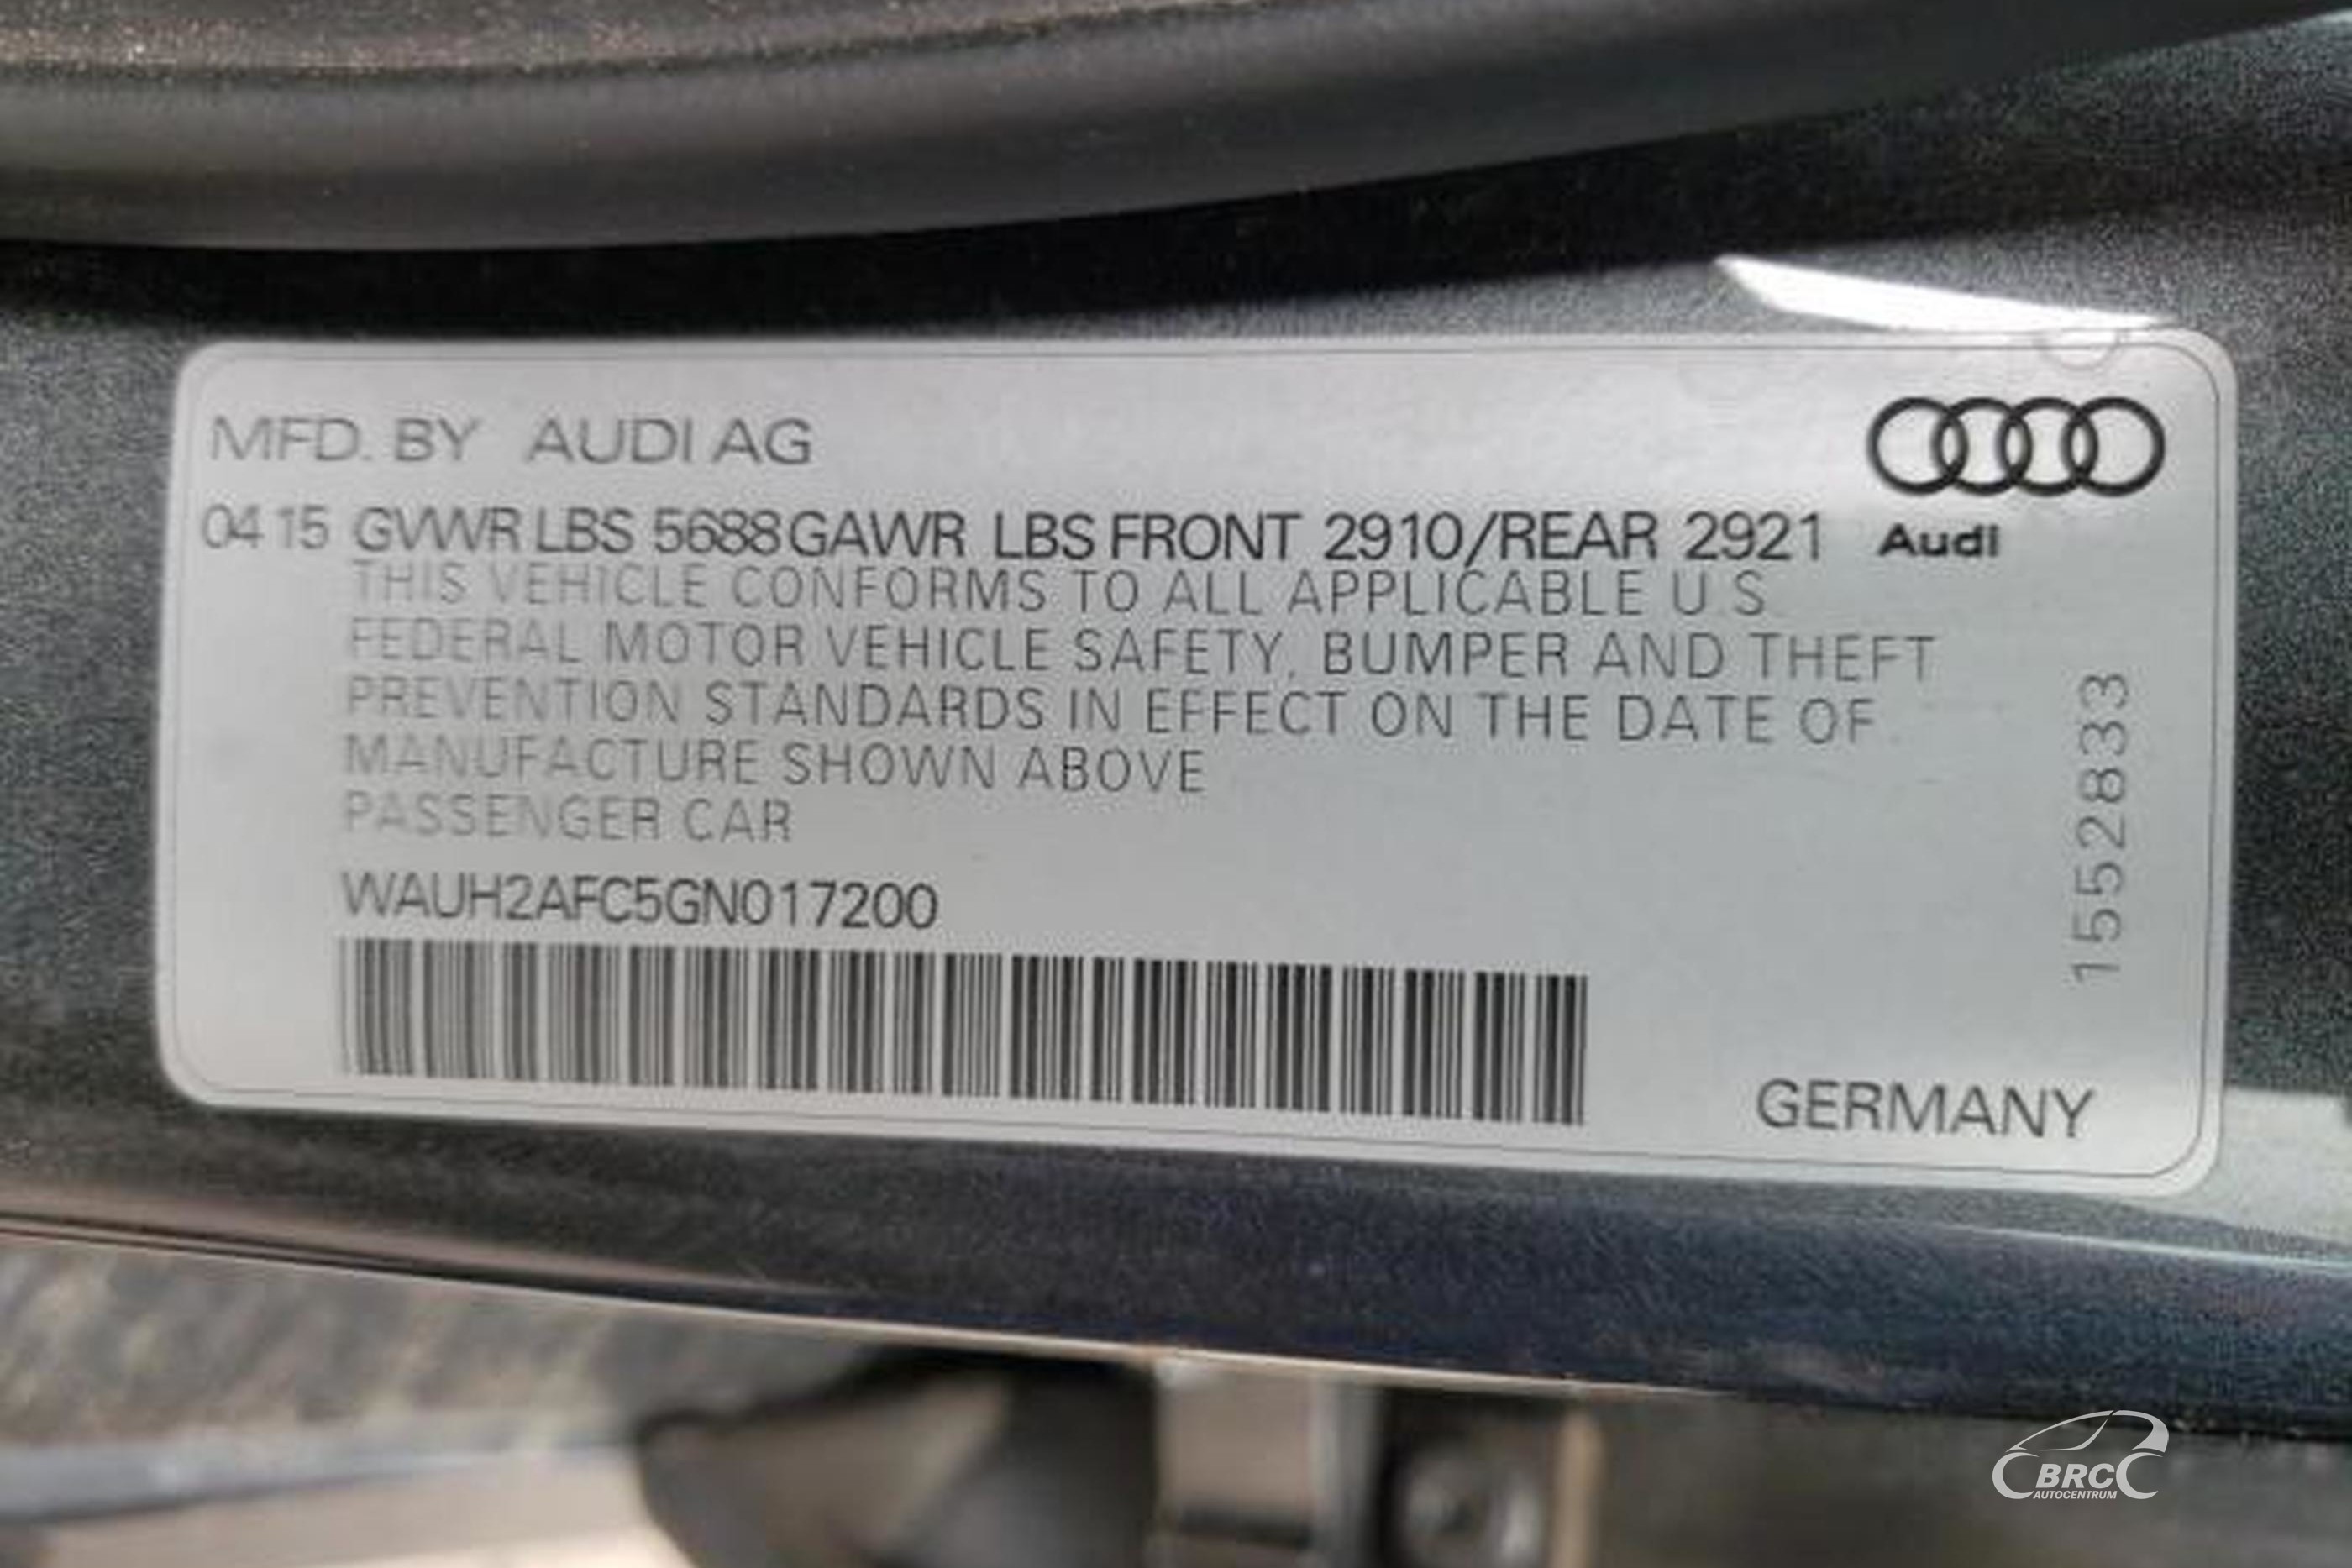 MFD. BY AUDI AG
04 15 GVWR LBS 5688 GAWR LBS FRONT 2910/REAR 2921
Audi
THIS VEHICLE CONFORMS TO ALL APPLICABLE U S
FEDERAL MOTOR VEHICLE SAFETY, BUMPER AND THEFT
PREVENTION STANDARDS IN EFFECT ON THE DATE OF
MANUFACTURE SHOWN ABOVE
PASSENGER CAR
WAUH2AFC5GN017200
1552833
GERMANY
BRC
AUTOCENTRUM